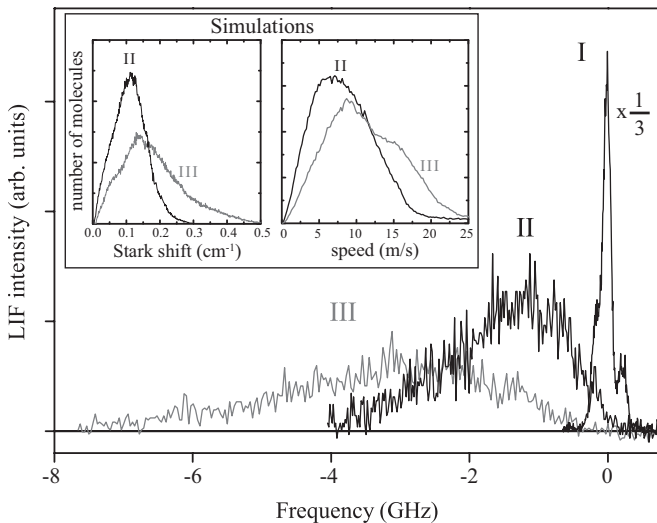 Simulations
II
III
number of molecules
0.0 0.1 0.2 0.3 0.4 0.5
Stark shift (cm⁻¹)
II
III
0 5 10 15 20 25
speed (m/s)
I
x 1/3
II
III
LIF intensity (arb. units)
-8 -6 -4 -2 0
Frequency (GHz)